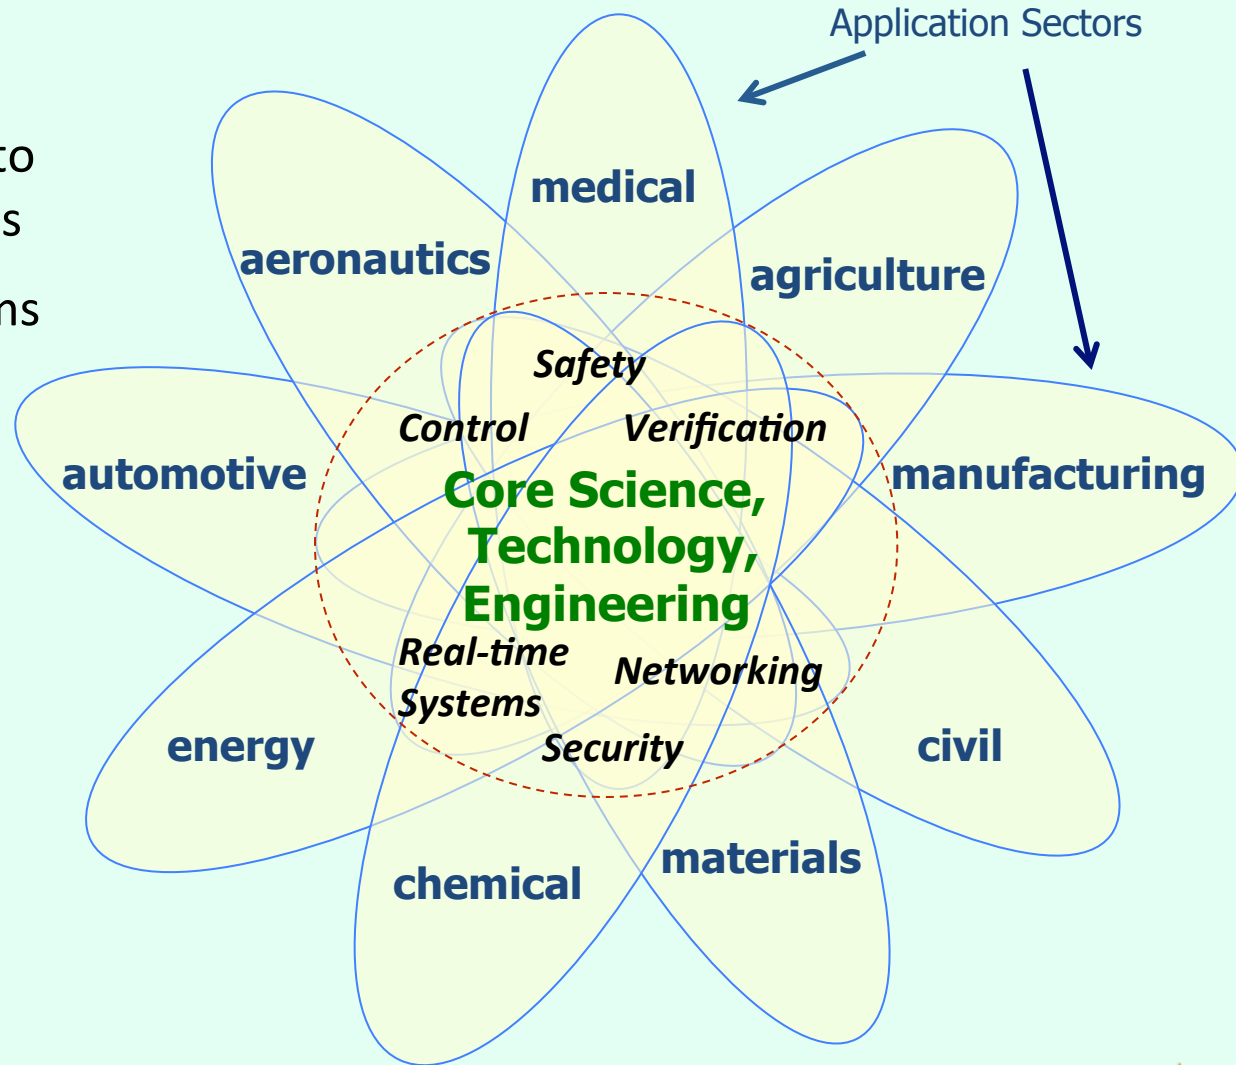 Application Sectors
to
s
ms
medical
aeronautics
agriculture
automotive
manufacturing
Safety
Control
Verification
Core Science,
Technology,
Engineering
Real-time
Systems
Networking
Security
energy
civil
chemical
materials